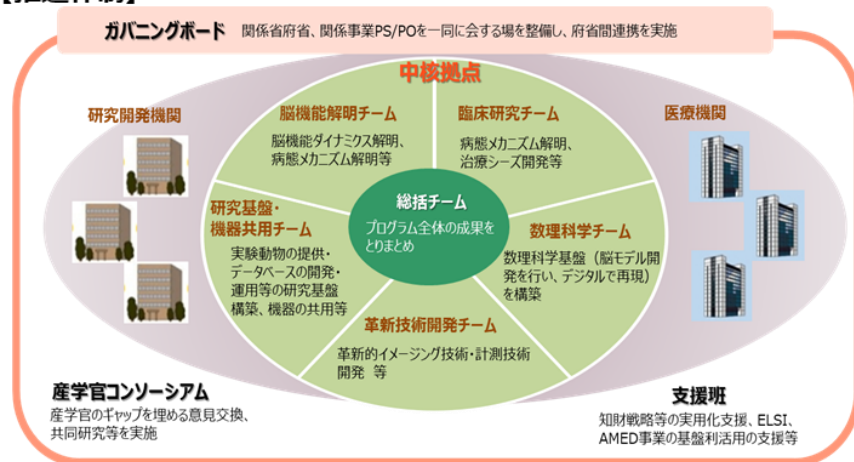 【推進体制】
ガバニングボード 関係省府省、関係事業PS/POを一同に会する場を整備し、府省間連携を実施
中核拠点
研究開発機関
脳機能解明チーム
脳機能ダイナミクス解明、
病態メカニズム解明等
臨床研究チーム
病態メカニズム解明、
治療シーズ開発等
医療機関
総括チーム
プログラム全体の成果を
とりまとめ
研究基盤・
機器共用チーム
実験動物の提供・
データベースの開発・
運用等の研究基盤
構築、機器の共用等
数理科学チーム
数理科学基盤（脳モデル開
発を行い、デジタルで再現）
を構築
革新技術開発チーム
革新的イメージング技術・計測技術
開発 等
産学官コンソーシアム
産学官のギャップを埋める意見交換、
共同研究等を実施
支援班
知財戦略等の実用化支援、ELSI、
AMED事業の基盤利活用の支援等